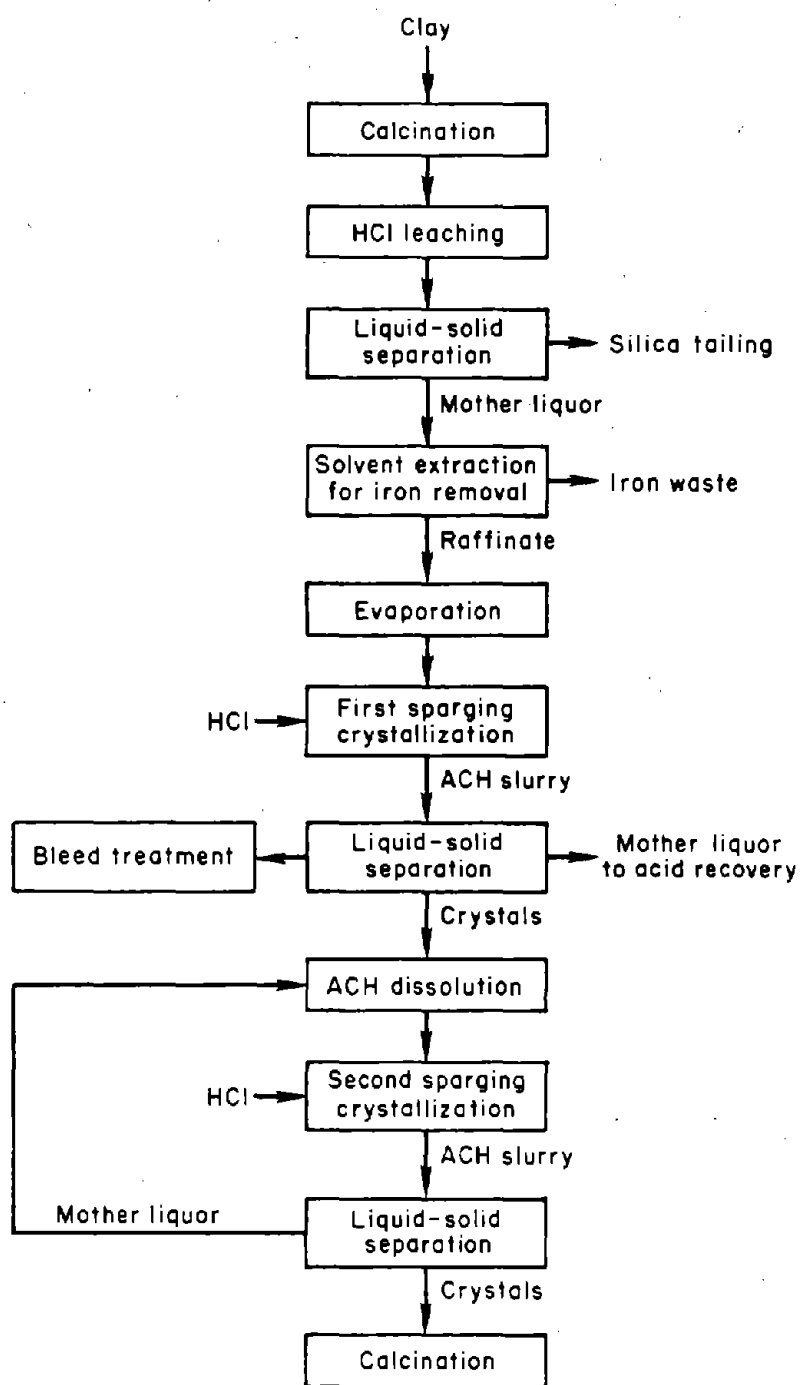 Clay
Calcination
HCl leaching
Liquid-solid
separation
Silica tailing
Mother liquor
Solvent extraction
for iron removal
Iron waste
Raffinate
Evaporation
HCl
First sparging
crystallization
ACH slurry
Bleed treatment
Liquid-solid
separation
Mother liquor
to acid recovery
Crystals
ACH dissolution
HCl
Second sparging
crystallization
ACH slurry
Mother liquor
Liquid-solid
separation
Crystals
Calcination